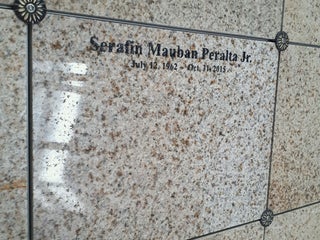 Serafin Mauban Peralta Jr.
July 12, 1962 - Oct. 11, 2015